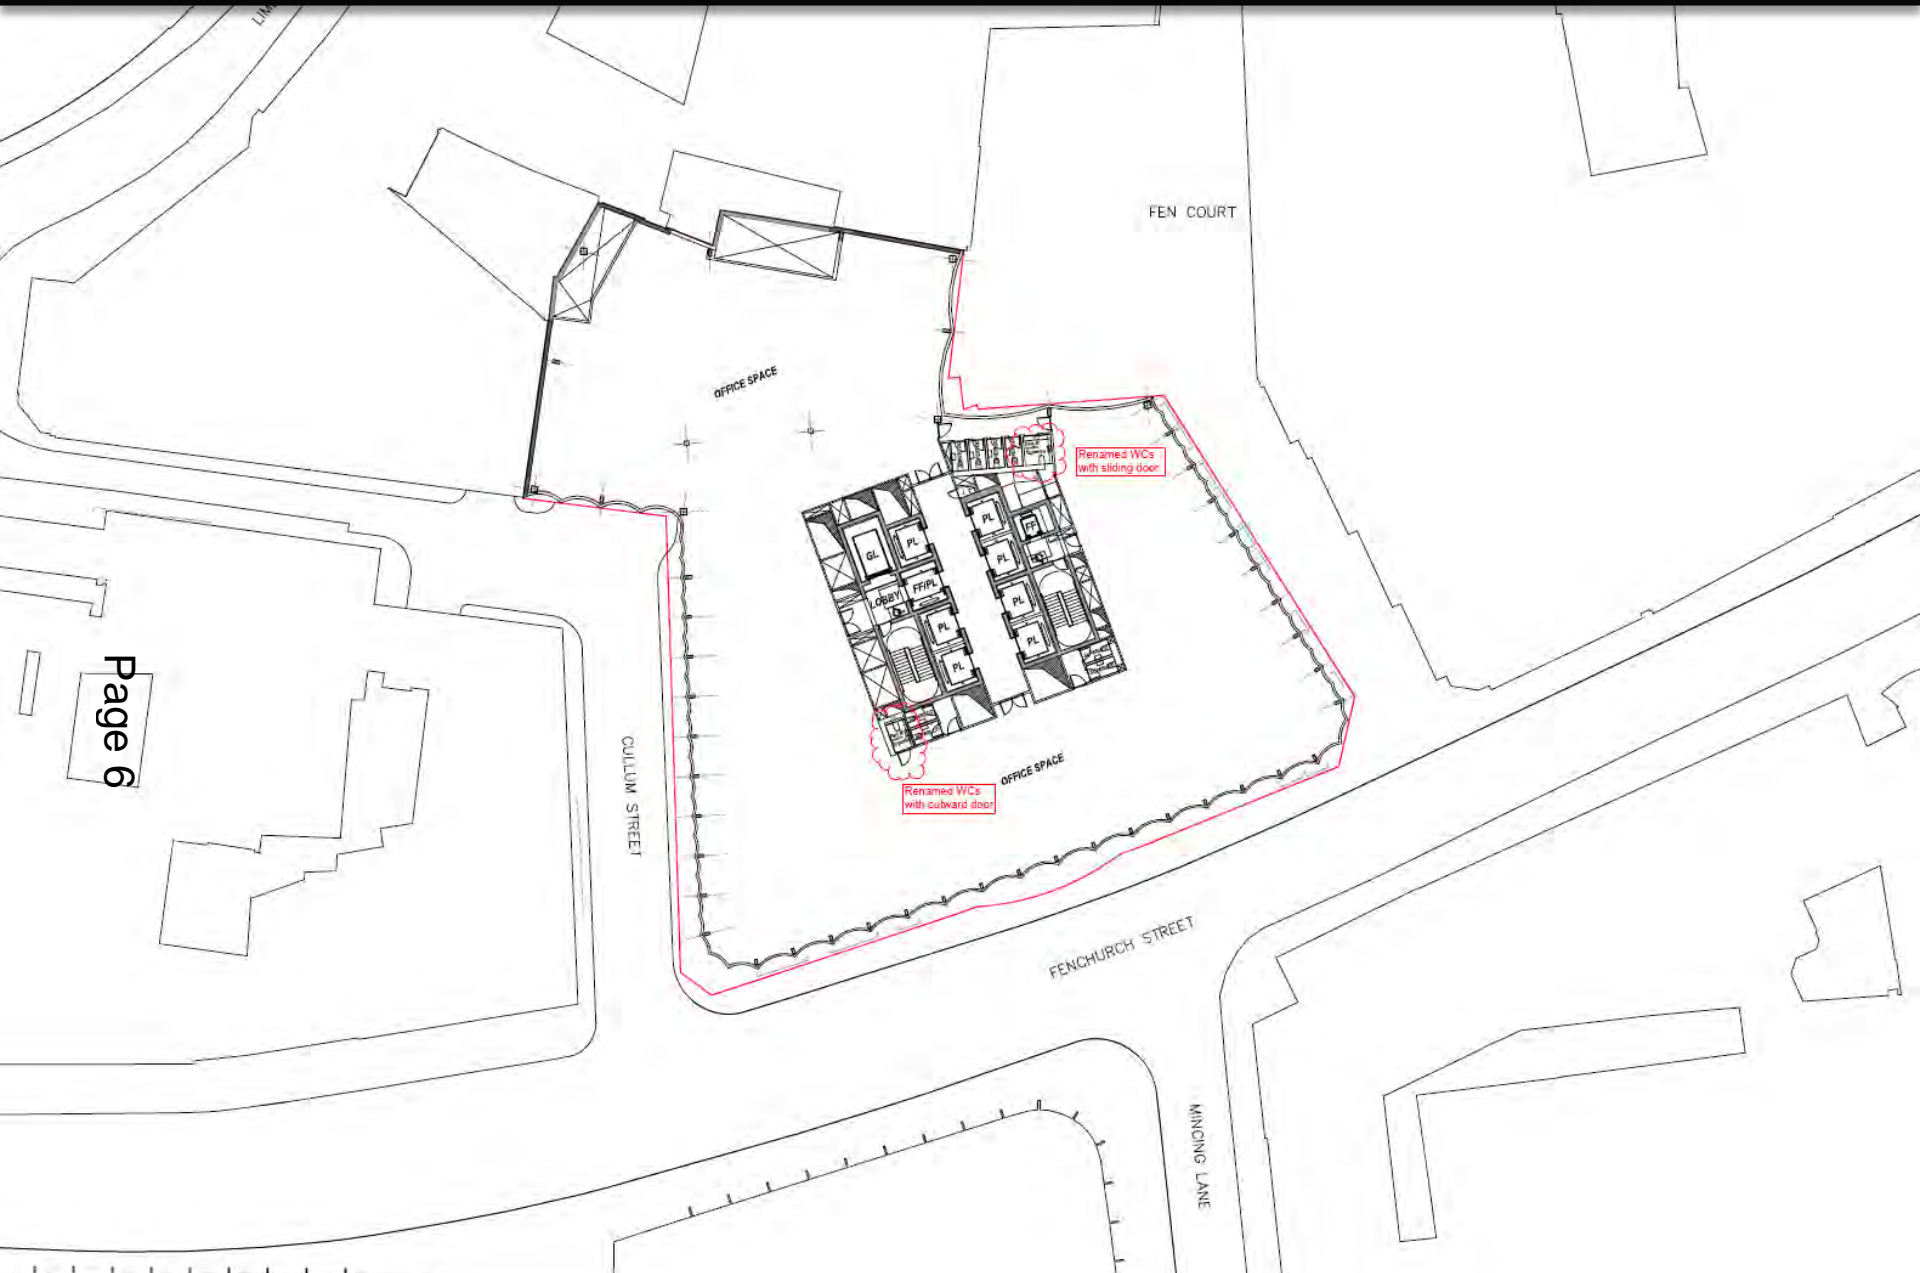 FEN COURT
OFFICE SPACE
Renamed WCs
with sliding door
PL
FF
GL
PL
PL
FF/PL
LOBBY
PL
PL
PL
PL
Page 6
CULLUM STREET
OFFICE SPACE
Renamed WCs
with outward door
FENCHURCH STREET
MINCING LANE